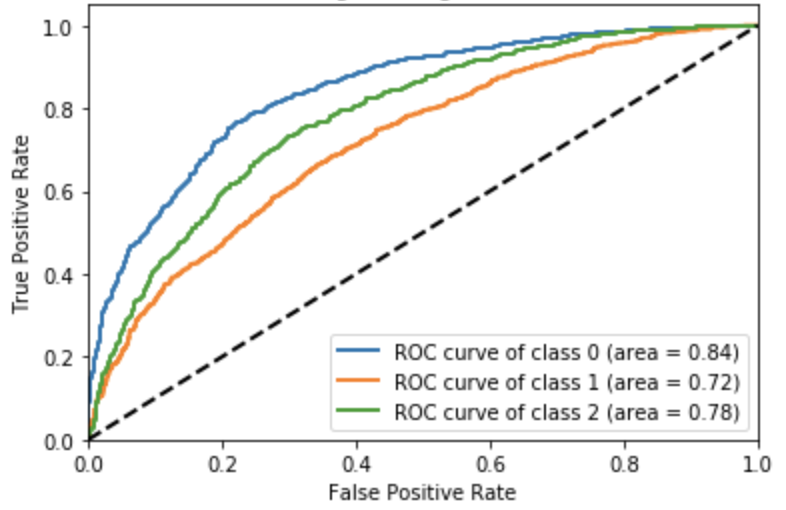 1.0
0.8
0.6
0.4
0.2
0.0
True Positive Rate
ROC curve of class 0 (area = 0.84)
ROC curve of class 1 (area = 0.72)
ROC curve of class 2 (area = 0.78)
0.0 0.2 0.4 0.6 0.8 1.0
False Positive Rate